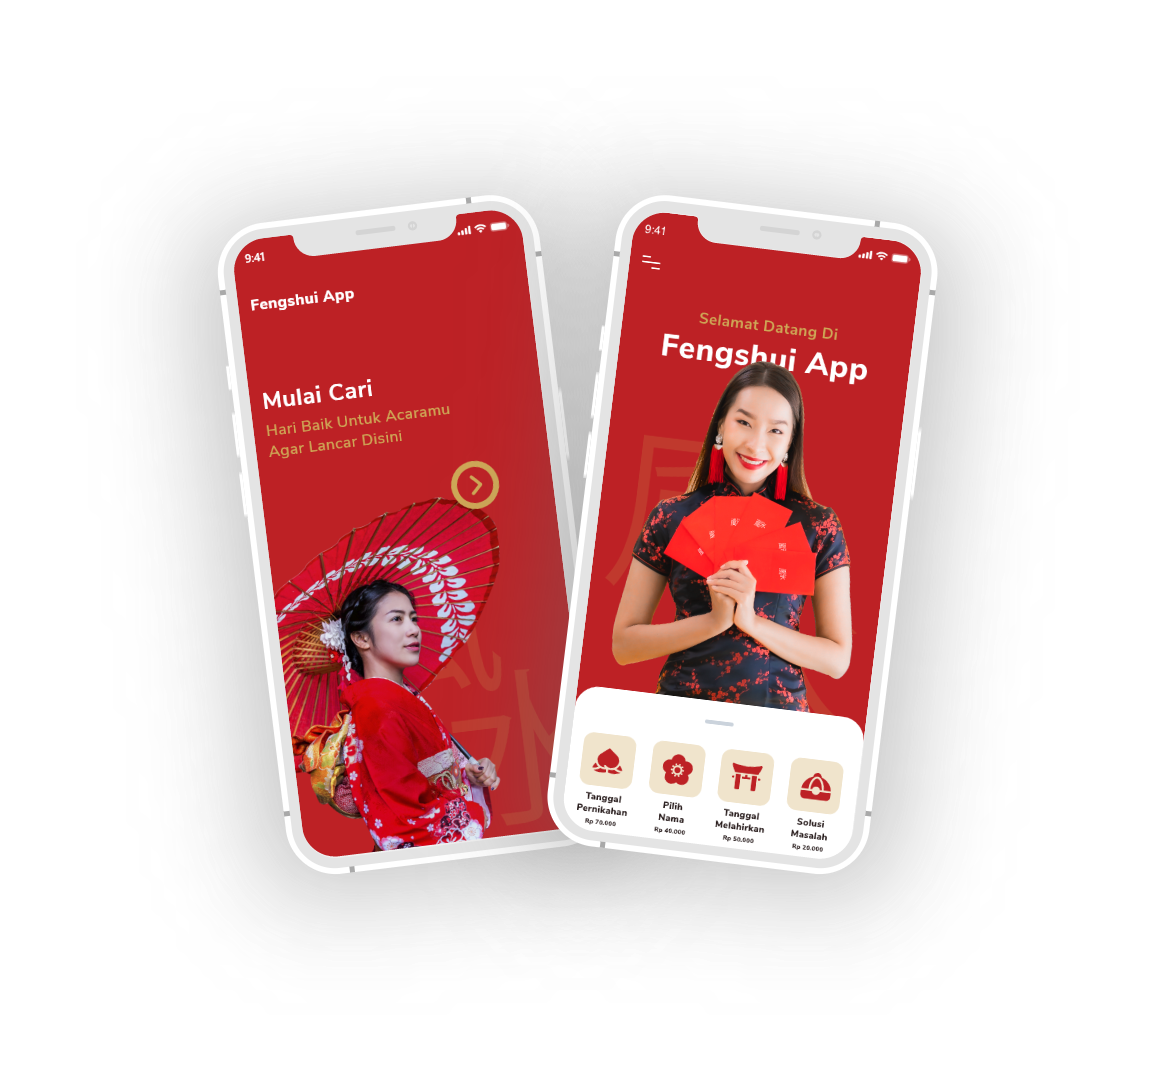 9:41
Fengshui App
Mulai Cari
Hari Baik Untuk Acaramu
Agar Lancar Disini
風水
9:41
Selamat Datang Di
Fengshui App
Tanggal
Pernikahan
Rp 70.000
Pilih
Nama
Rp 40.000
Tanggal
Melahirkan
Rp 50.000
Solusi
Masalah
Rp 20.000